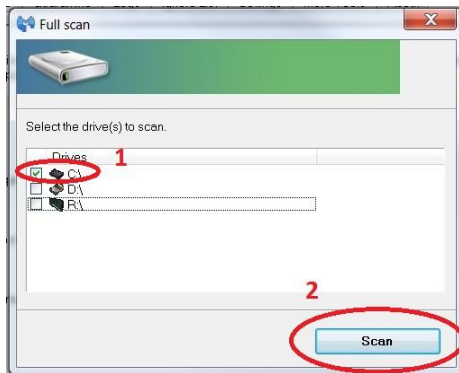 Full scan
Select the drive(s) to scan.
Drives
1
C:\
D:\
R:\
2
Scan